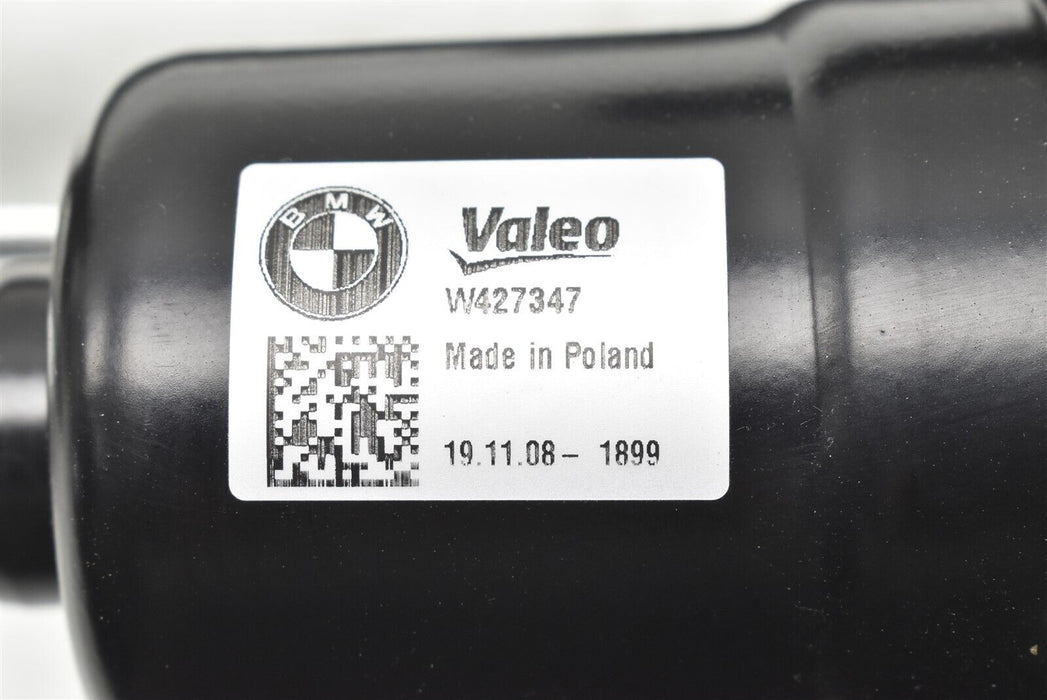 BMW
Valeo
W427347
Made in Poland
19.11.08- 1899